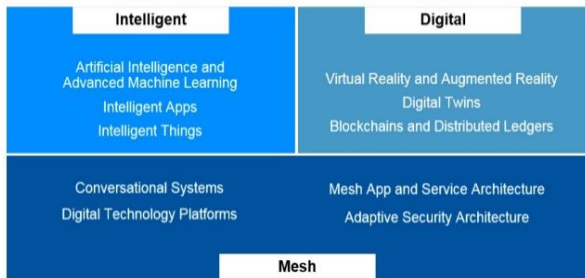 Intelligent
Artificial Intelligence and
Advanced Machine Learning
Intelligent Apps
Intelligent Things
Digital
Virtual Reality and Augmented Reality
Digital Twins
Blockchains and Distributed Ledgers
Conversational Systems
Digital Technology Platforms
Mesh App and Service Architecture
Adaptive Security Architecture
Mesh